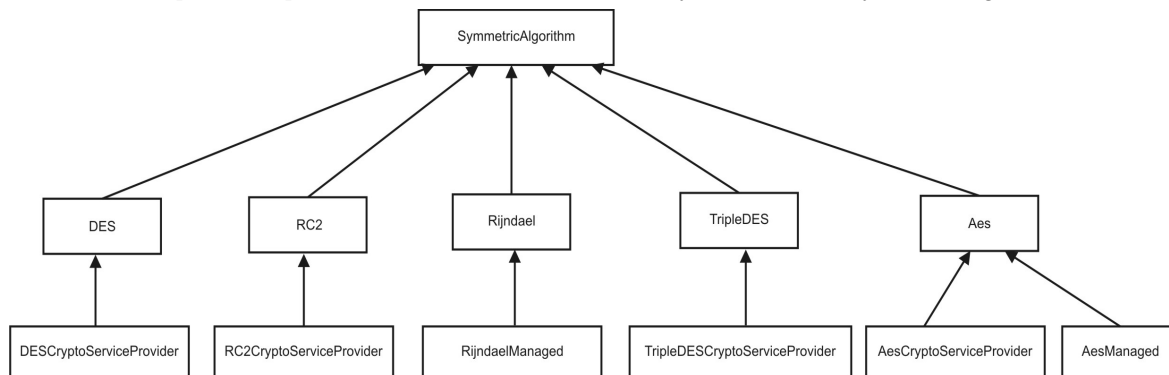 SymmetricAlgorithm
DES
RC2
Rijndael
TripleDES
Aes
DESCryptoServiceProvider
RC2CryptoServiceProvider
RijndaelManaged
TripleDESCryptoServiceProvider
AesCryptoServiceProvider
AesManaged